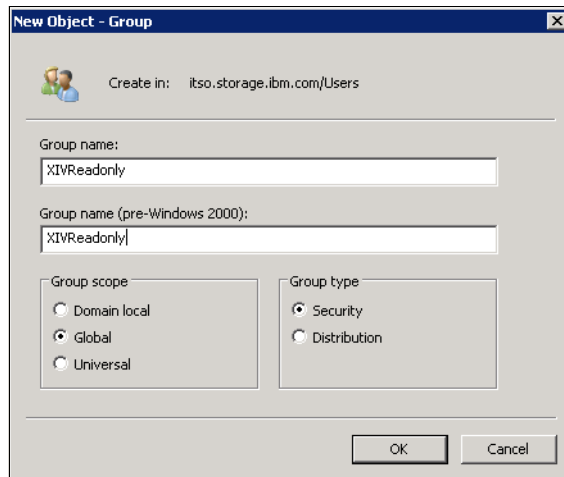 New Object - Group
Create in: itso.storage.ibm.com/Users
Group name:
XIVReadonly
Group name (pre-Windows 2000):
XIVReadonly
Group scope
Domain local
Global
Universal
Group type
Security
Distribution
OK
Cancel